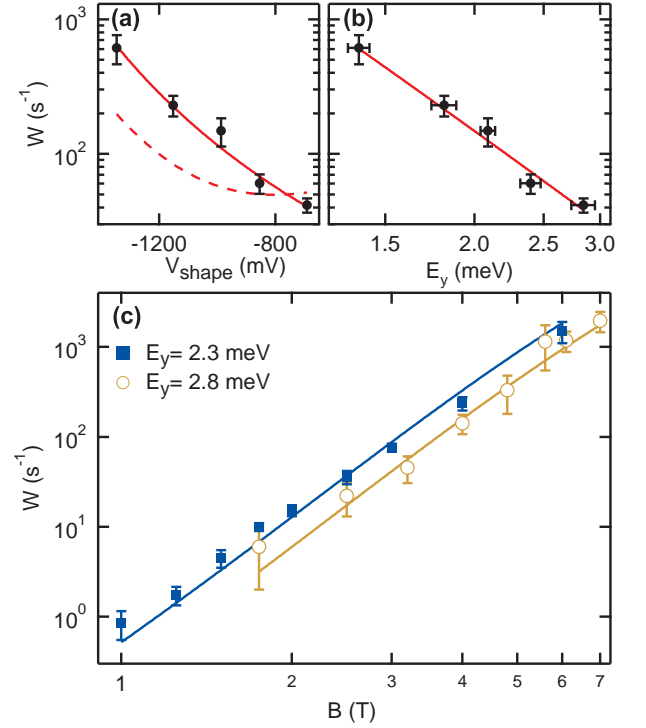 (a)
(b)
10³
10²
W (s⁻¹)
-1200
-800
V_shape (mV)
1.5
2.0
2.5
3.0
E_y (meV)
(c)
E_y= 2.3 meV
E_y= 2.8 meV
10³
10²
10¹
10⁰
W (s⁻¹)
1
2
3
4
5
6
7
B (T)